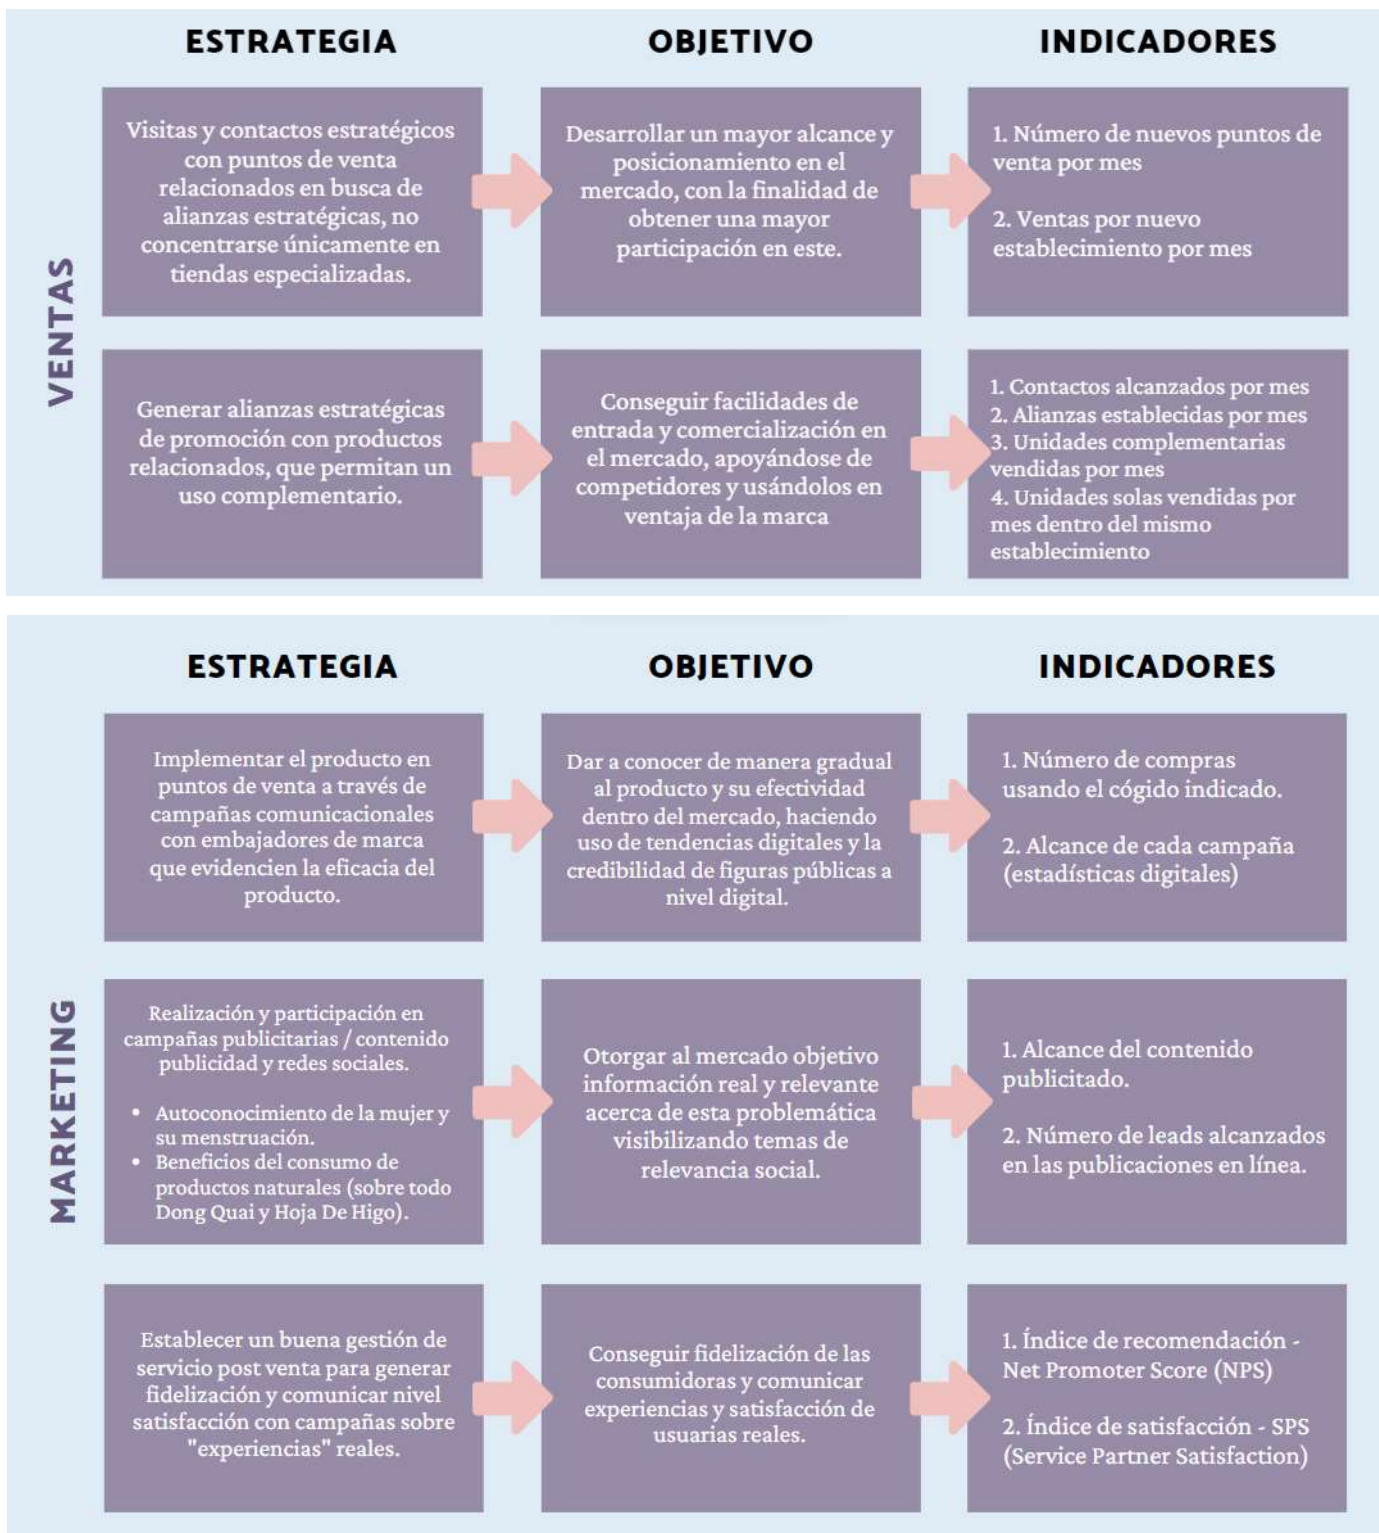 ESTRATEGIA
OBJETIVO
INDICADORES
VENTAS
Visitas y contactos estratégicos
con puntos de venta
relacionados en busca de
alianzas estratégicas, no
concentrarse únicamente en
tiendas especializadas.
Desarrollar un mayor alcance y
posicionamiento en el
mercado, con la finalidad de
obtener una mayor
participación en este.
1. Número de nuevos puntos de
venta por mes
2. Ventas por nuevo
establecimiento por mes
Generar alianzas estratégicas
de promoción con productos
relacionados, que permitan un
uso complementario.
Conseguir facilidades de
entrada y comercialización en
el mercado, apoyándose de
competidores y usándolos en
ventaja de la marca
1. Contactos alcanzados por mes
2. Alianzas establecidas por mes
3. Unidades complementarias
vendidas por mes
4. Unidades solas vendidas por
mes dentro del mismo
establecimiento
ESTRATEGIA
OBJETIVO
INDICADORES
MARKETING
Implementar el producto en
puntos de venta a través de
campañas comunicacionales
con embajadores de marca
que evidencien la eficacia del
producto.
Dar a conocer de manera gradual
al producto y su efectividad
dentro del mercado, haciendo
uso de tendencias digitales y la
credibilidad de figuras públicas a
nivel digital.
1. Número de compras
usando el cógido indicado.
2. Alcance de cada campaña
(estadísticas digitales)
Realización y participación en
campañas publicitarias / contenido
publicidad y redes sociales.
• Autoconocimiento de la mujer y
su menstruación.
• Beneficios del consumo de
productos naturales (sobre todo
Dong Quai y Hoja De Higo).
Otorgar al mercado objetivo
información real y relevante
acerca de esta problemática
visibilizando temas de
relevancia social.
1. Alcance del contenido
publicitado.
2. Número de leads alcanzados
en las publicaciones en línea.
Establecer un buena gestión de
servicio post venta para generar
fidelización y comunicar nivel
satisfacción con campañas sobre
"experiencias" reales.
Conseguir fidelización de las
consumidoras y comunicar
experiencias y satisfacción de
usuarias reales.
1. Índice de recomendación -
Net Promoter Score (NPS)
2. Índice de satisfacción - SPS
(Service Partner Satisfaction)